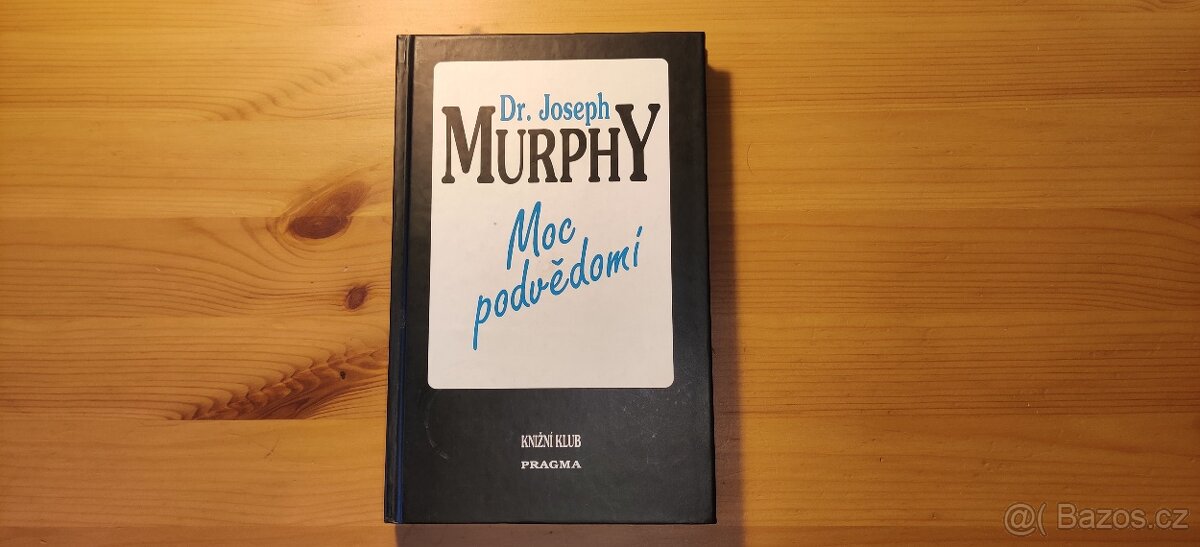 Dr. Joseph
MURPHY
Moc
podvědomí
KNIŽNÍ KLUB
PRAGMA
@( Bazos.cz